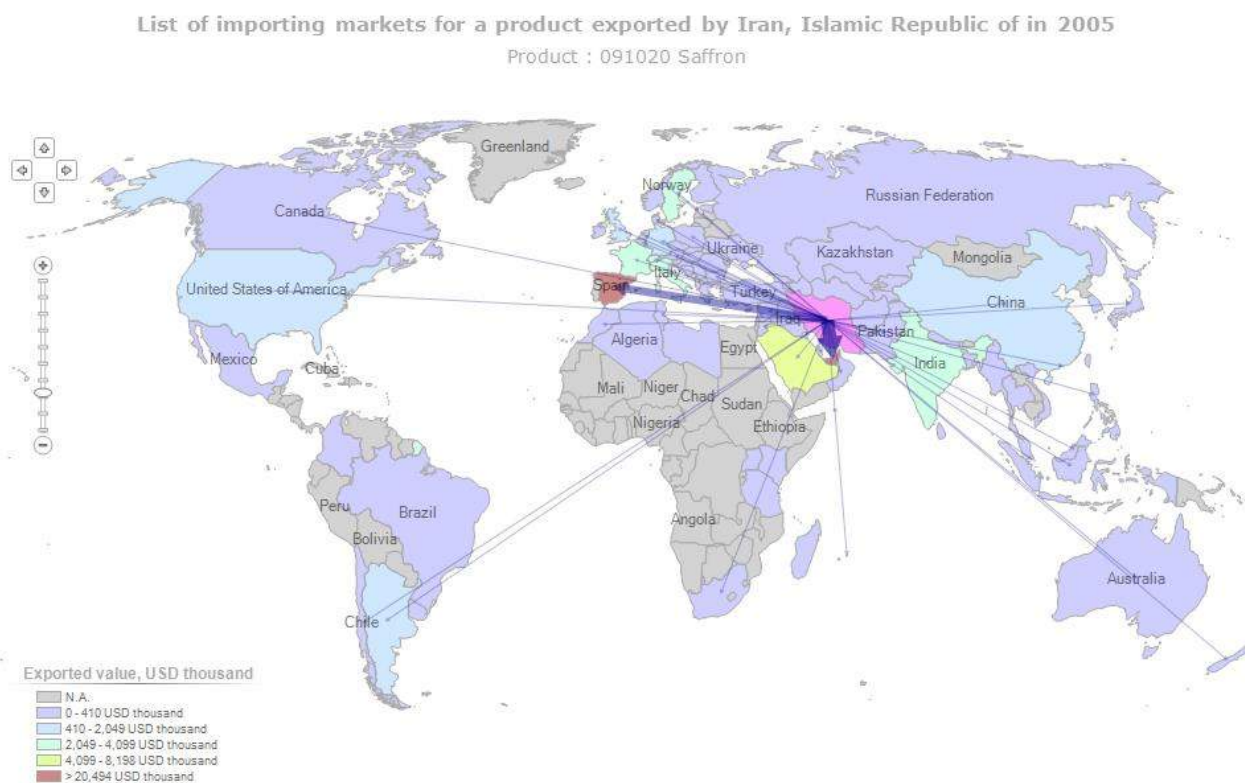 List of importing markets for a product exported by Iran, Islamic Republic of in 2005
Product : 091020 Saffron
Greenland
Norway
Russian Federation
Canada
Ukraine
Kazakhstan
Mongolia
Italy
Spain
United States of America
Turkey
China
Iraq
Pakistan
Algeria
Egypt
India
Mexico
Cuba
Mali
Niger
Chad
Sudan
Nigeria
Ethiopia
Peru
Brazil
Angola
Bolivia
Australia
Chile
Exported value, USD thousand
N.A.
0 - 410 USD thousand
410 - 2,049 USD thousand
2,049 - 4,099 USD thousand
4,099 - 8,198 USD thousand
> 20,494 USD thousand